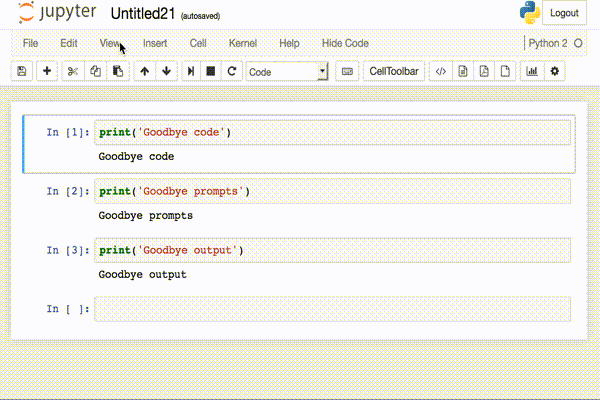 jupyter Untitled21 (autosaved) Logout
File Edit View Insert Cell Kernel Help Hide Code Python 2
Code CellToolbar
In [1]: print('Goodbye code')
Goodbye code
In [2]: print('Goodbye prompts')
Goodbye prompts
In [3]: print('Goodbye output')
Goodbye output
In [ ]: